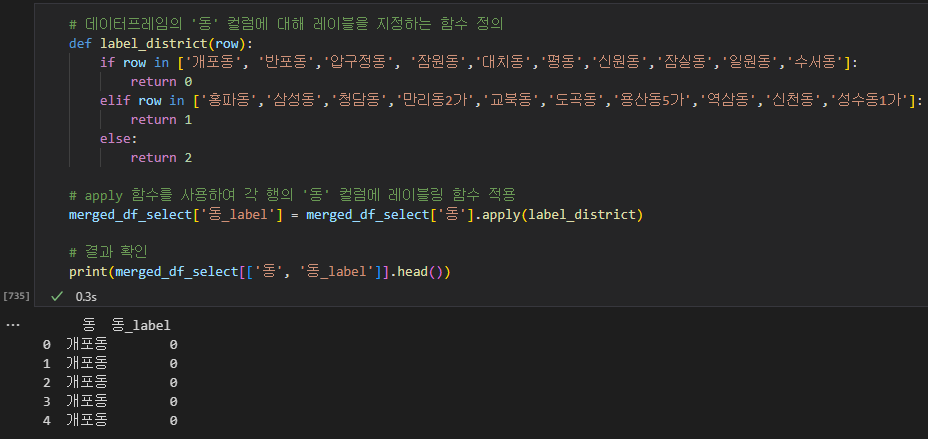 # 데이터프레임의 '동' 컬럼에 대해 레이블을 지정하는 함수 정의
def label_district(row):
    if row in ['개포동', '반포동','압구정동', '잠원동','대치동','평동','신원동','잠실동','일원동','수서동']:
        return 0
    elif row in ['홍파동','삼성동','청담동','만리동2가','교북동','도곡동','용산동5가','역삼동','신천동','성수동1가']:
        return 1
    else:
        return 2
# apply 함수를 사용하여 각 행의 '동' 컬럼에 레이블링 함수 적용
merged_df_select['동_label'] = merged_df_select['동'].apply(label_district)
# 결과 확인
print(merged_df_select[['동', '동_label']].head())
[735] ✓ 0.3s
...    동  동_label
0  개포동        0
1  개포동        0
2  개포동        0
3  개포동        0
4  개포동        0